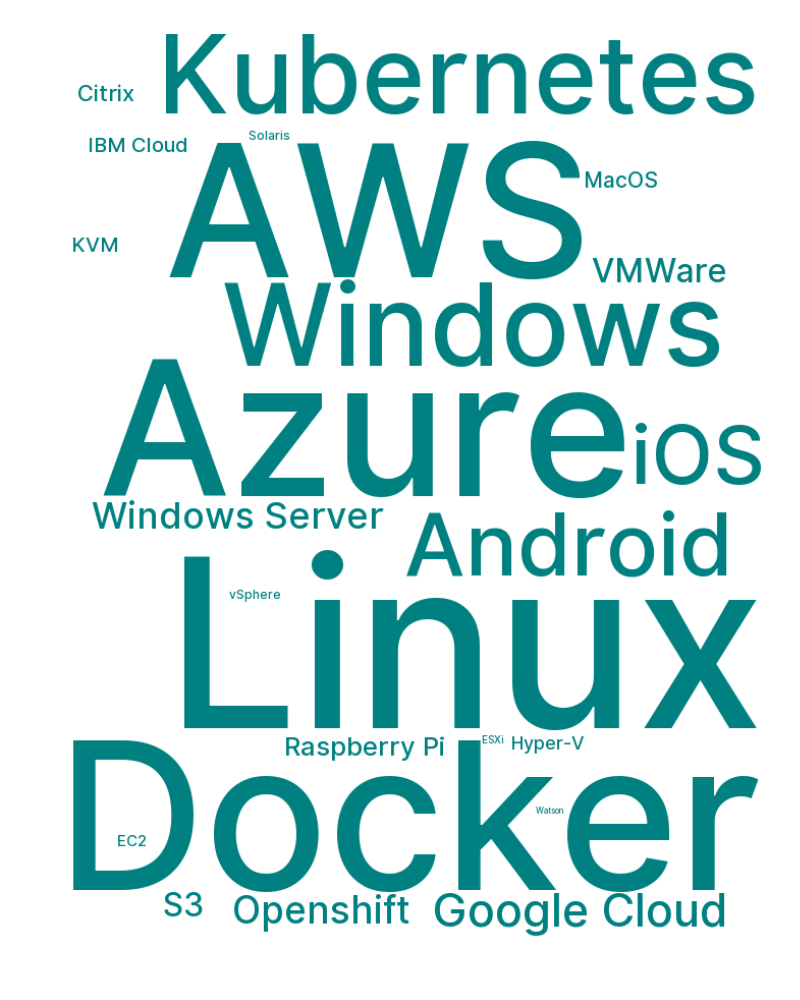 Kubernetes
Citrix
Solaris
IBM Cloud
AWS
MacOS
KVM
VMWare
Windows
Azure
iOS
Windows Server
Android
Linux
vSphere
Docker
Raspberry Pi
ESXi
Hyper-V
Watson
EC2
S3
Openshift
Google Cloud